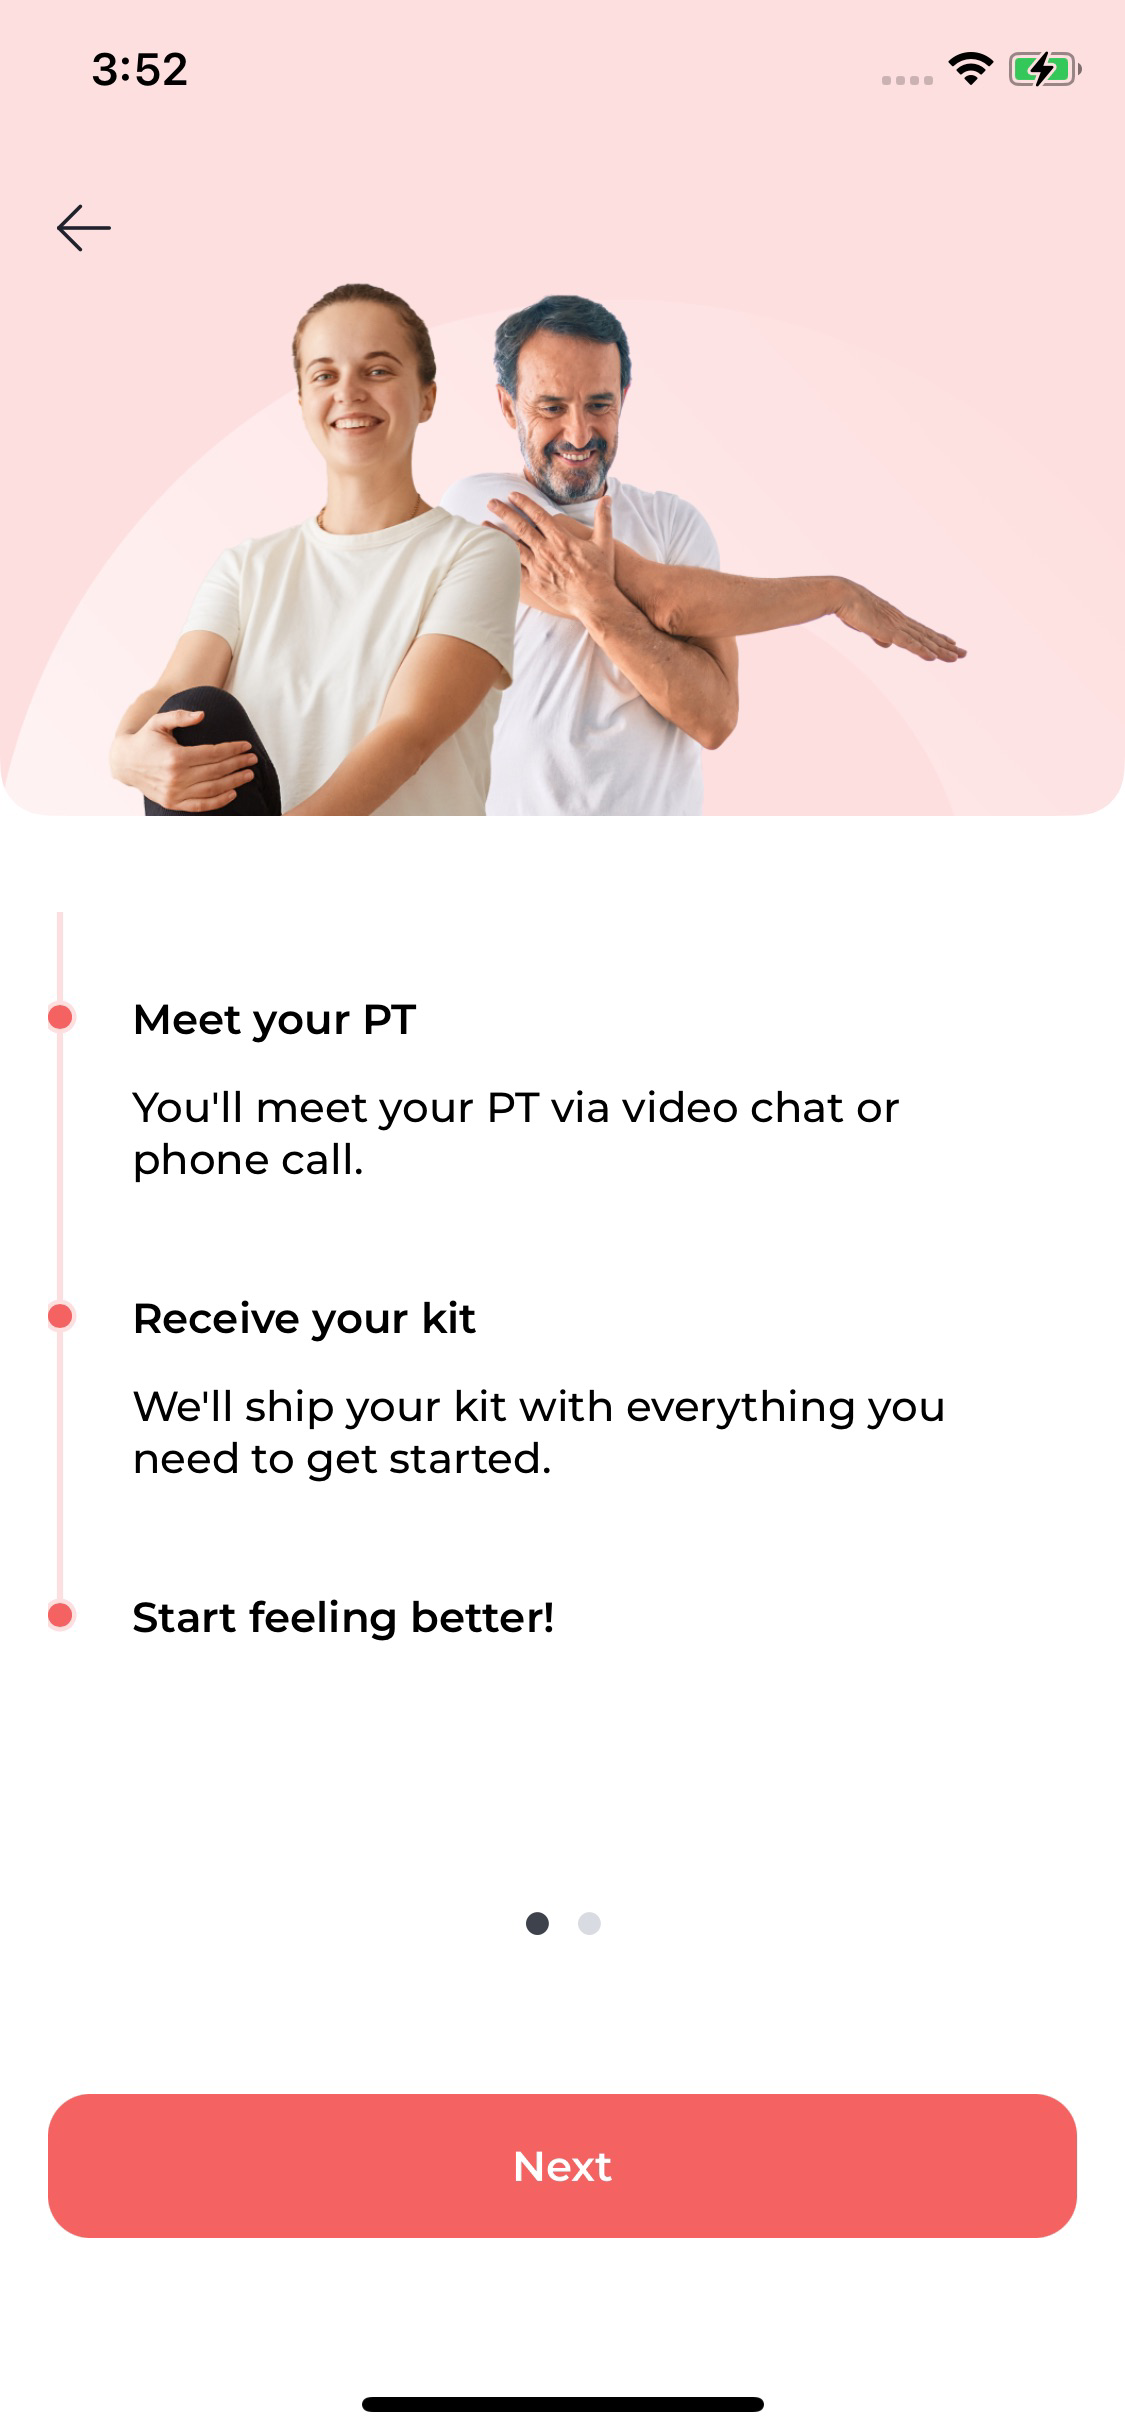 3:52
Meet your PT
You'll meet your PT via video chat or
phone call.
Receive your kit
We'll ship your kit with everything you
need to get started.
Start feeling better!
Next